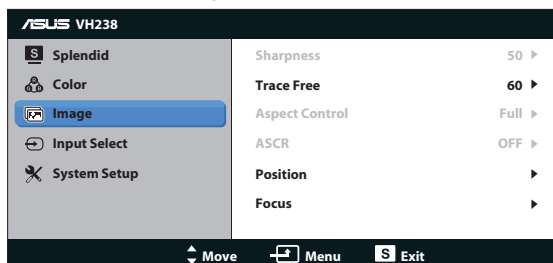 ASUS VH238
S Splendid
Color
Image
Input Select
System Setup
Sharpness 50
Trace Free 60
Aspect Control Full
ASCR OFF
Position
Focus
Move Menu S Exit